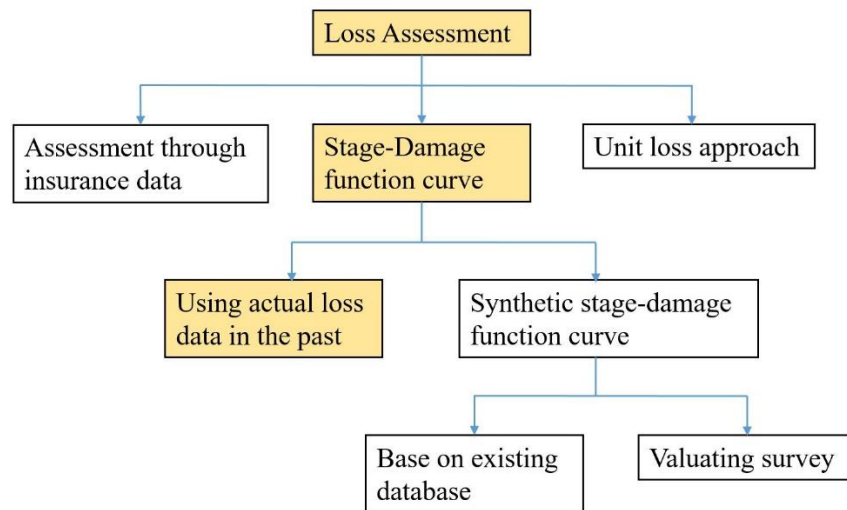 Loss Assessment
Assessment through
insurance data
Stage-Damage
function curve
Unit loss approach
Using actual loss
data in the past
Synthetic stage-damage
function curve
Base on existing
database
Valuating survey